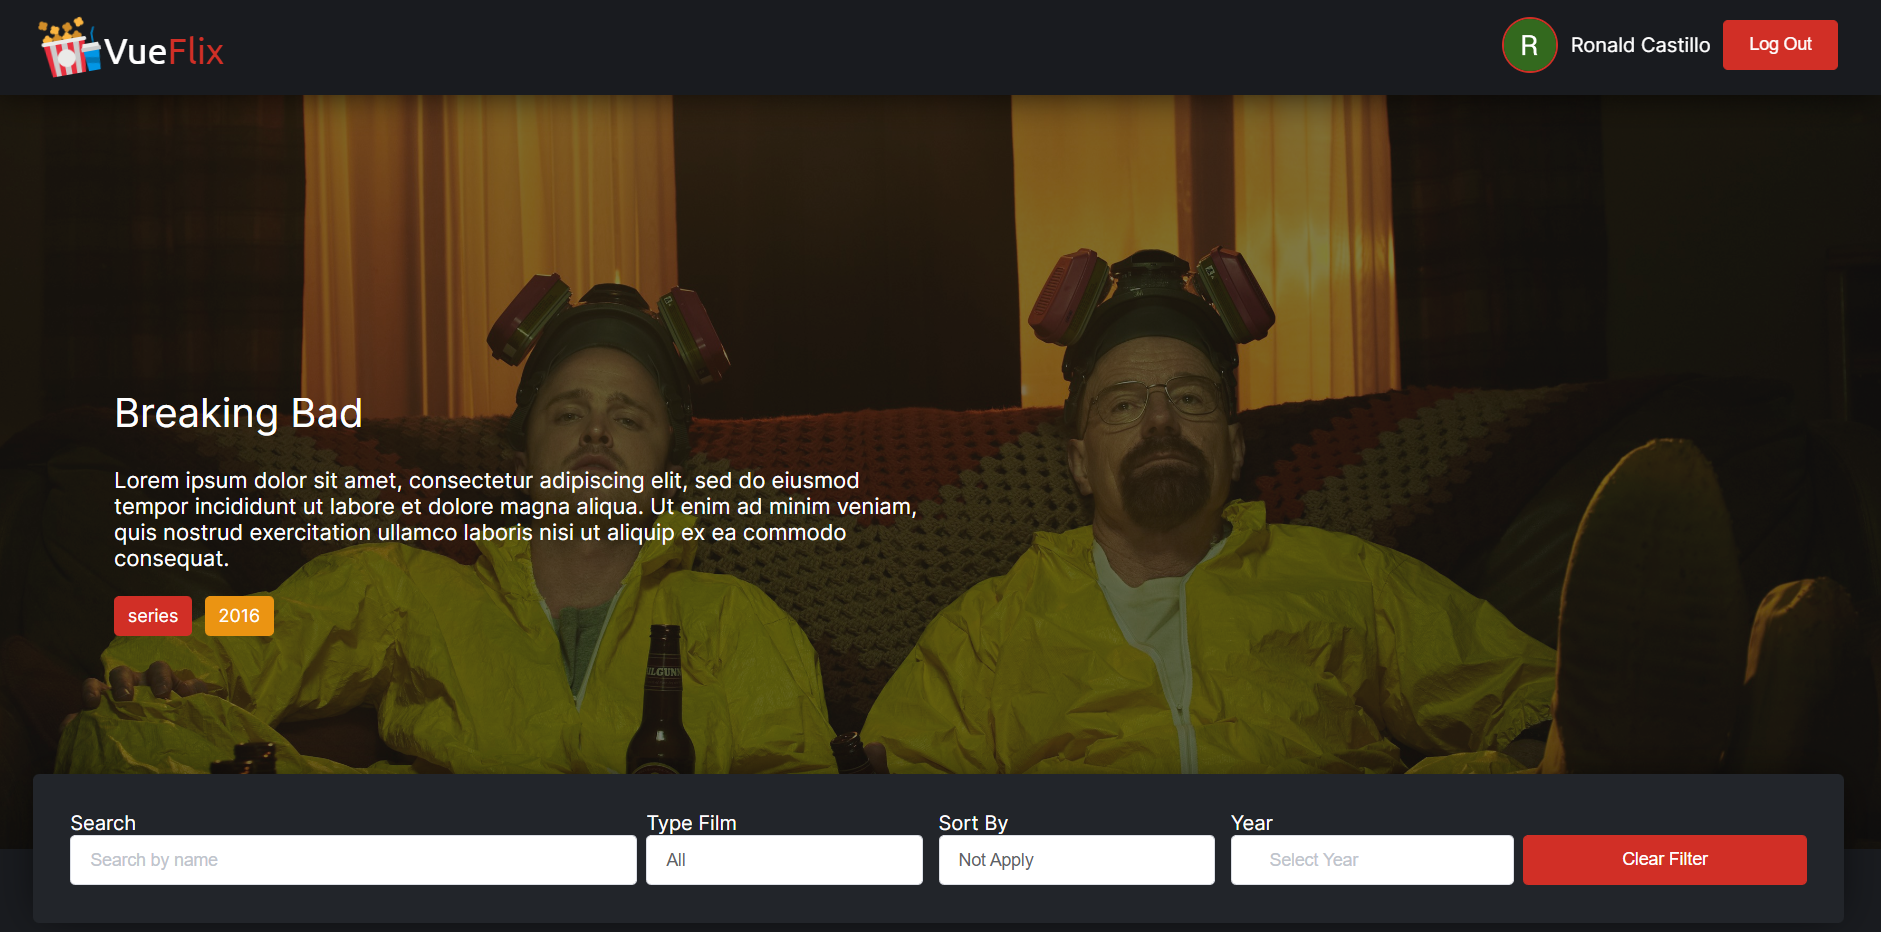 VueFlix
R
Ronald Castillo
Log Out
Breaking Bad
Lorem ipsum dolor sit amet, consectetur adipiscing elit, sed do eiusmod
tempor incididunt ut labore et dolore magna aliqua. Ut enim ad minim veniam,
quis nostrud exercitation ullamco laboris nisi ut aliquip ex ea commodo
consequat.
series
2016
Search
Type Film
Sort By
Year
Search by name
All
Not Apply
Select Year
Clear Filter